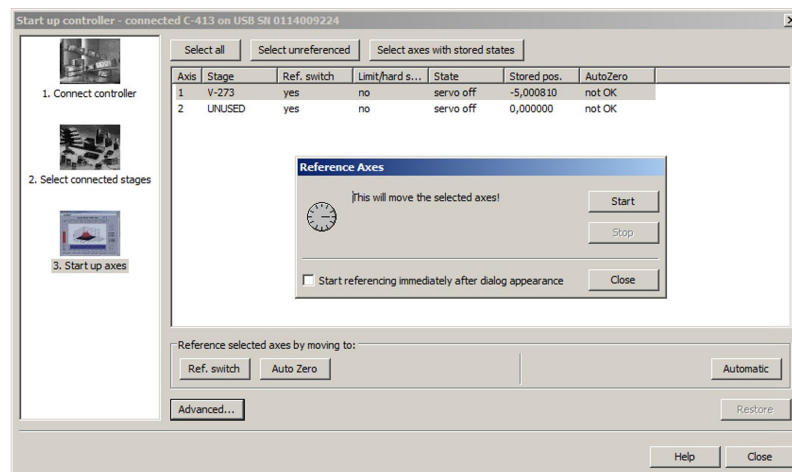 Start up controller - connected C-413 on USB SN 0114009224
1. Connect controller
2. Select connected stages
3. Start up axes
Select all Select unreferenced Select axes with stored states
Axis Stage Ref. switch Limit/hard s... State Stored pos. AutoZero
1 V-273 yes no servo off -5,000810 not OK
2 UNUSED yes no servo off 0,000000 not OK
Reference Axes
This will move the selected axes!
Start
Stop
Start referencing immediately after dialog appearance Close
Reference selected axes by moving to:
Ref. switch Auto Zero Automatic
Advanced... Restore
Help Close